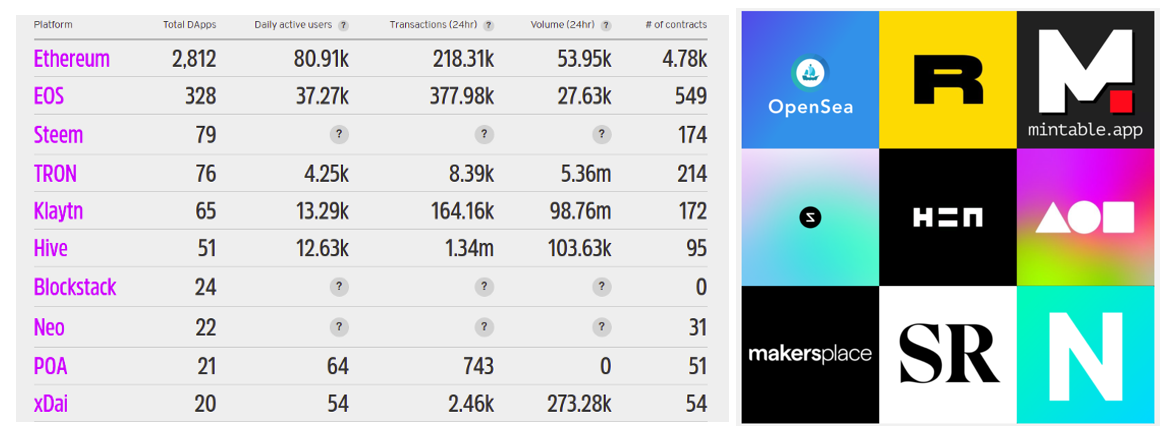 Platform Total DApps Daily active users ? Transactions (24hr) ? Volume (24hr) ? # of contracts
Ethereum 2,812 80.91k 218.31k 53.95k 4.78k
EOS 328 37.27k 377.98k 27.63k 549
Steem 79 ? ? ? 174
TRON 76 4.25k 8.39k 5.36m 214
Klaytn 65 13.29k 164.16k 98.76m 172
Hive 51 12.63k 1.34m 103.63k 95
Blockstack 24 ? ? ? 0
Neo 22 ? ? ? 31
POA 21 64 743 0 51
xDai 20 54 2.46k 273.28k 54
OpenSea
R
M.
mintable.app
H=N
makersplace
SR
N